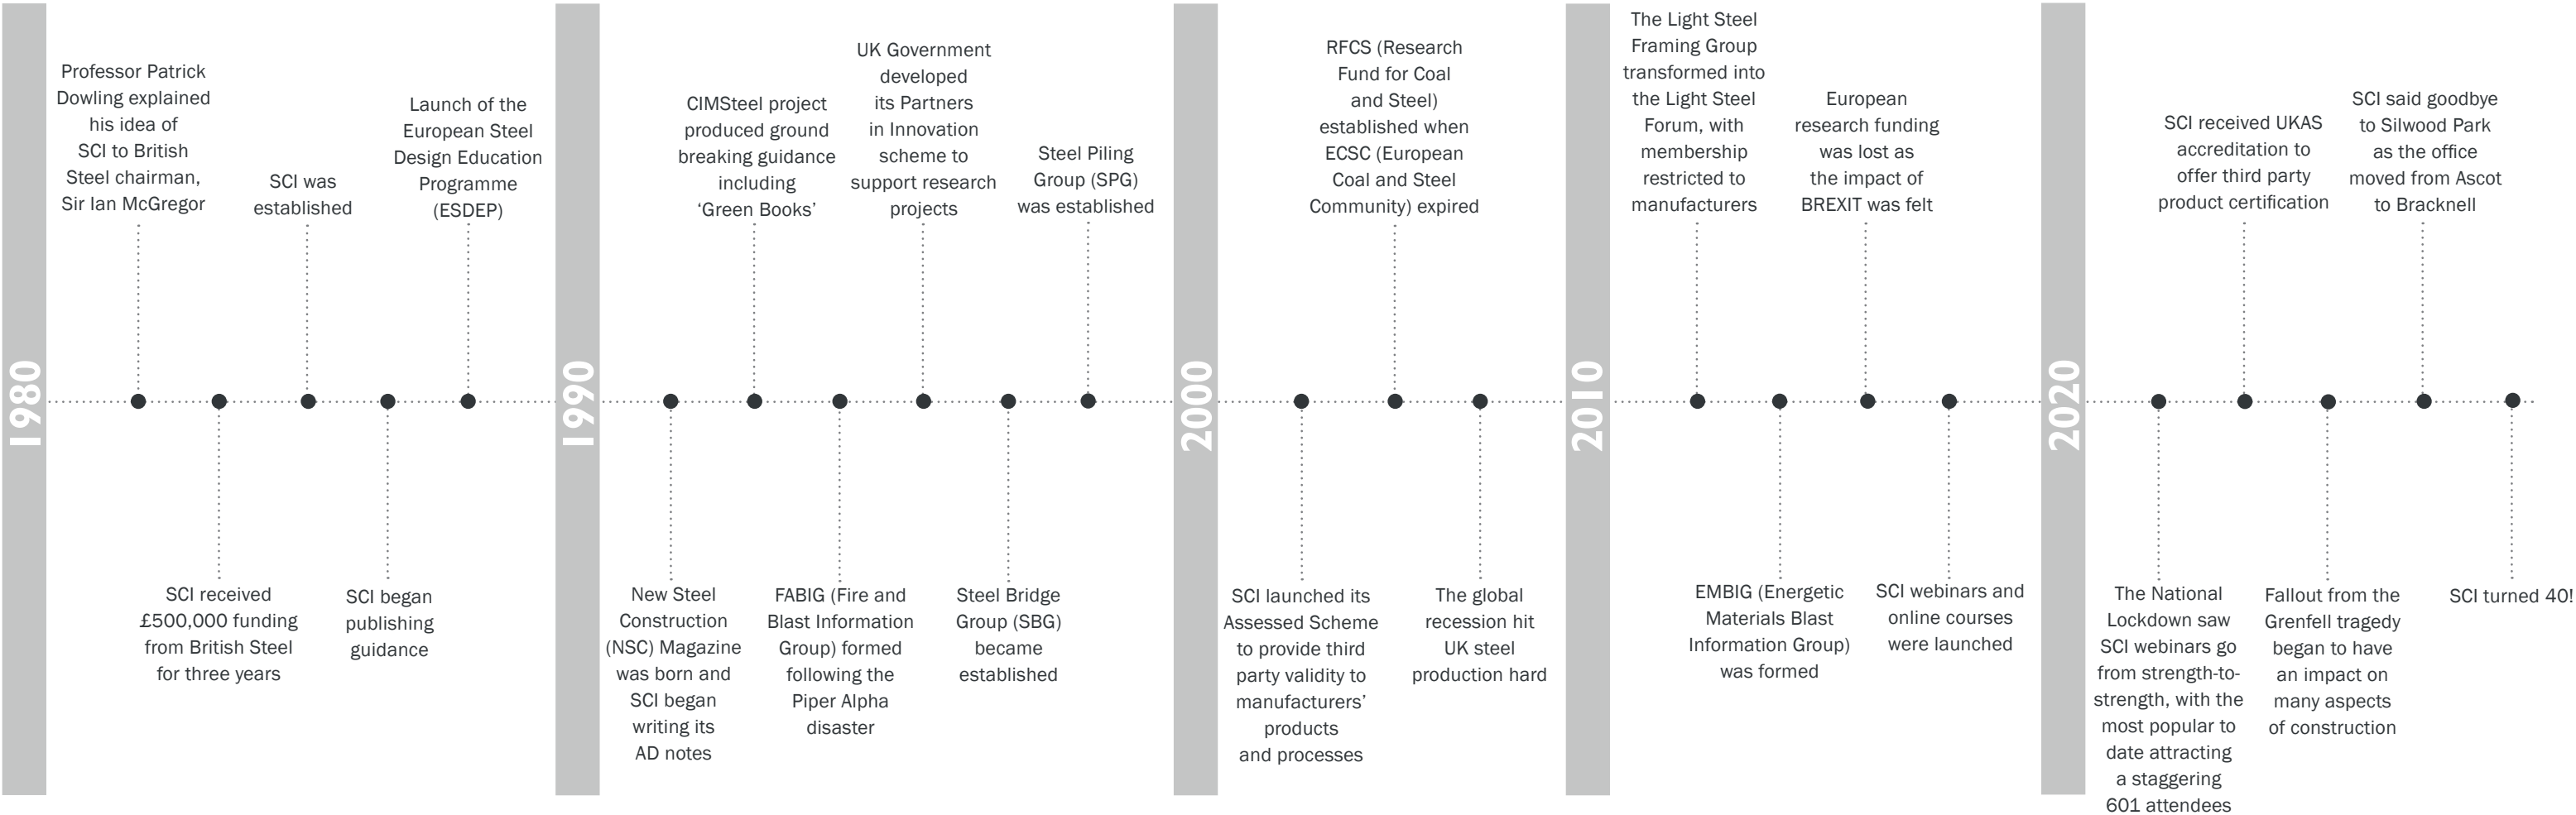 1980
Professor Patrick
Dowling explained
his idea of
SCI to British
Steel chairman,
Sir Ian McGregor
SCI received
£500,000 funding
from British Steel
for three years
SCI was
established
SCI began
publishing
guidance
Launch of the
European Steel
Design Education
Programme
(ESDEP)
1990
New Steel
Construction
(NSC) Magazine
was born and
SCI began
writing its
AD notes
CIMSteel project
produced ground
breaking guidance
including
‘Green Books’
FABIG (Fire and
Blast Information
Group) formed
following the
Piper Alpha
disaster
UK Government
developed
its Partners
in Innovation
scheme to
support research
projects
Steel Bridge
Group (SBG)
became
established
Steel Piling
Group (SPG)
was established
2000
SCI launched its
Assessed Scheme
to provide third
party validity to
manufacturers’
products
and processes
RFCS (Research
Fund for Coal
and Steel)
established when
ECSC (European
Coal and Steel
Community) expired
The global
recession hit
UK steel
production hard
2010
The Light Steel
Framing Group
transformed into
the Light Steel
Forum, with
membership
restricted to
manufacturers
EMBIG (Energetic
Materials Blast
Information Group)
was formed
European
research funding
was lost as
the impact of
BREXIT was felt
SCI webinars and
online courses
were launched
2020
The National
Lockdown saw
SCI webinars go
from strength-to-
strength, with the
most popular to
date attracting
a staggering
601 attendees
SCI received UKAS
accreditation to
offer third party
product certification
Fallout from the
Grenfell tragedy
began to have
an impact on
many aspects
of construction
SCI said goodbye
to Silwood Park
as the office
moved from Ascot
to Bracknell
SCI turned 40!